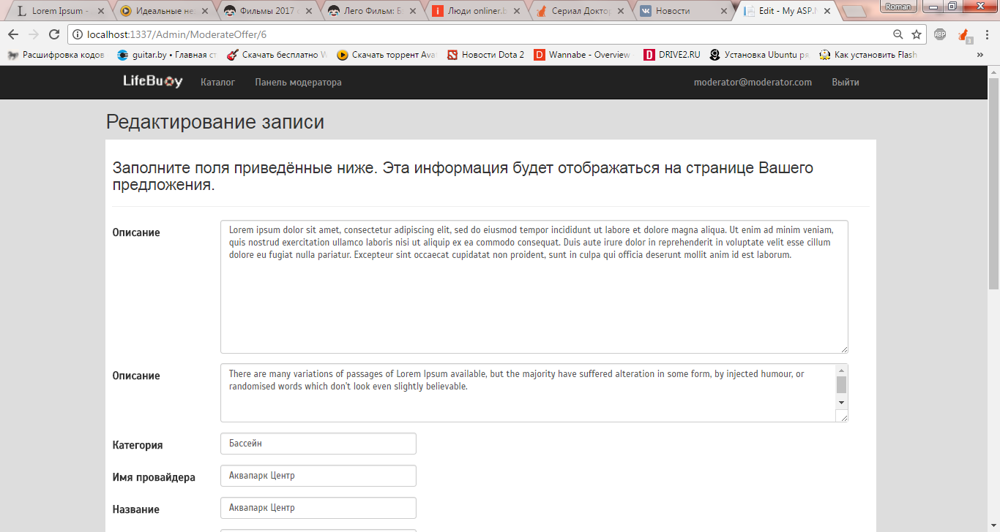 Lorem Ipsum -
Идеальные не
Фильмы 2017
Лего Фильм: Б
Люди onliner.b
Сериал Доктор
Новости
Edit - My ASP.N
Roman
localhost:1337/Admin/ModerateOffer/6
ABP
3
Расшифровка кодов
guitar.by • Главная ст
Скачать бесплатно
Скачать торрент Ava
Новости Dota 2
Wannabe - Overview
DRIVE2.RU
Установка Ubuntu ря
Как установить Flash
»
LifeBuoy
Каталог
Панель модератора
moderator@moderator.com
Выйти
Редактирование записи
Заполните поля приведённые ниже. Эта информация будет отображаться на странице Вашего
предложения.
Описание
Lorem ipsum dolor sit amet, consectetur adipiscing elit, sed do eiusmod tempor incididunt ut labore et dolore magna aliqua. Ut enim ad minim veniam,
quis nostrud exercitation ullamco laboris nisi ut aliquip ex ea commodo consequat. Duis aute irure dolor in reprehenderit in voluptate velit esse cillum
dolore eu fugiat nulla pariatur. Excepteur sint occaecat cupidatat non proident, sunt in culpa qui officia deserunt mollit anim id est laborum.
Описание
There are many variations of passages of Lorem Ipsum available, but the majority have suffered alteration in some form, by injected humour, or
randomised words which don't look even slightly believable.
Категория
Бассейн
Имя провайдера
Аквапарк Центр
Название
Аквапарк Центр